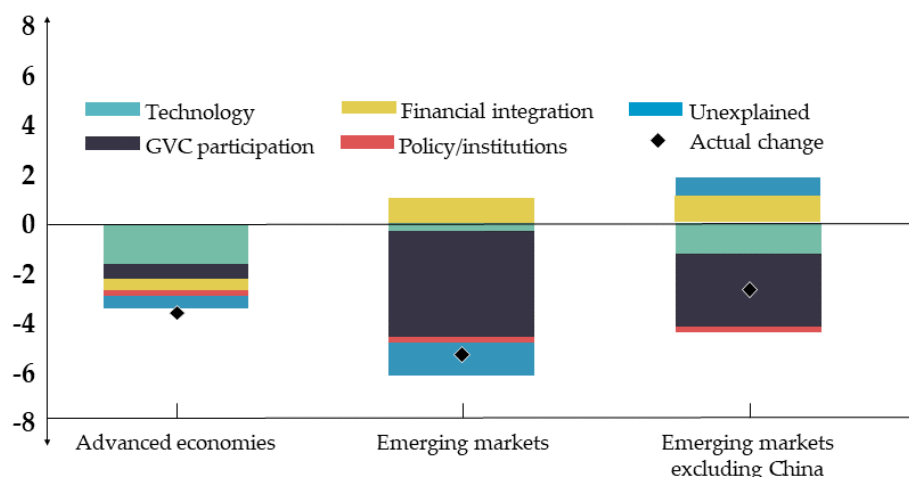 8
6
4
2
0
-2
-4
-6
-8
Technology
Financial integration
Unexplained
GVC participation
Policy/institutions
Actual change
Advanced economies
Emerging markets
Emerging markets
excluding China